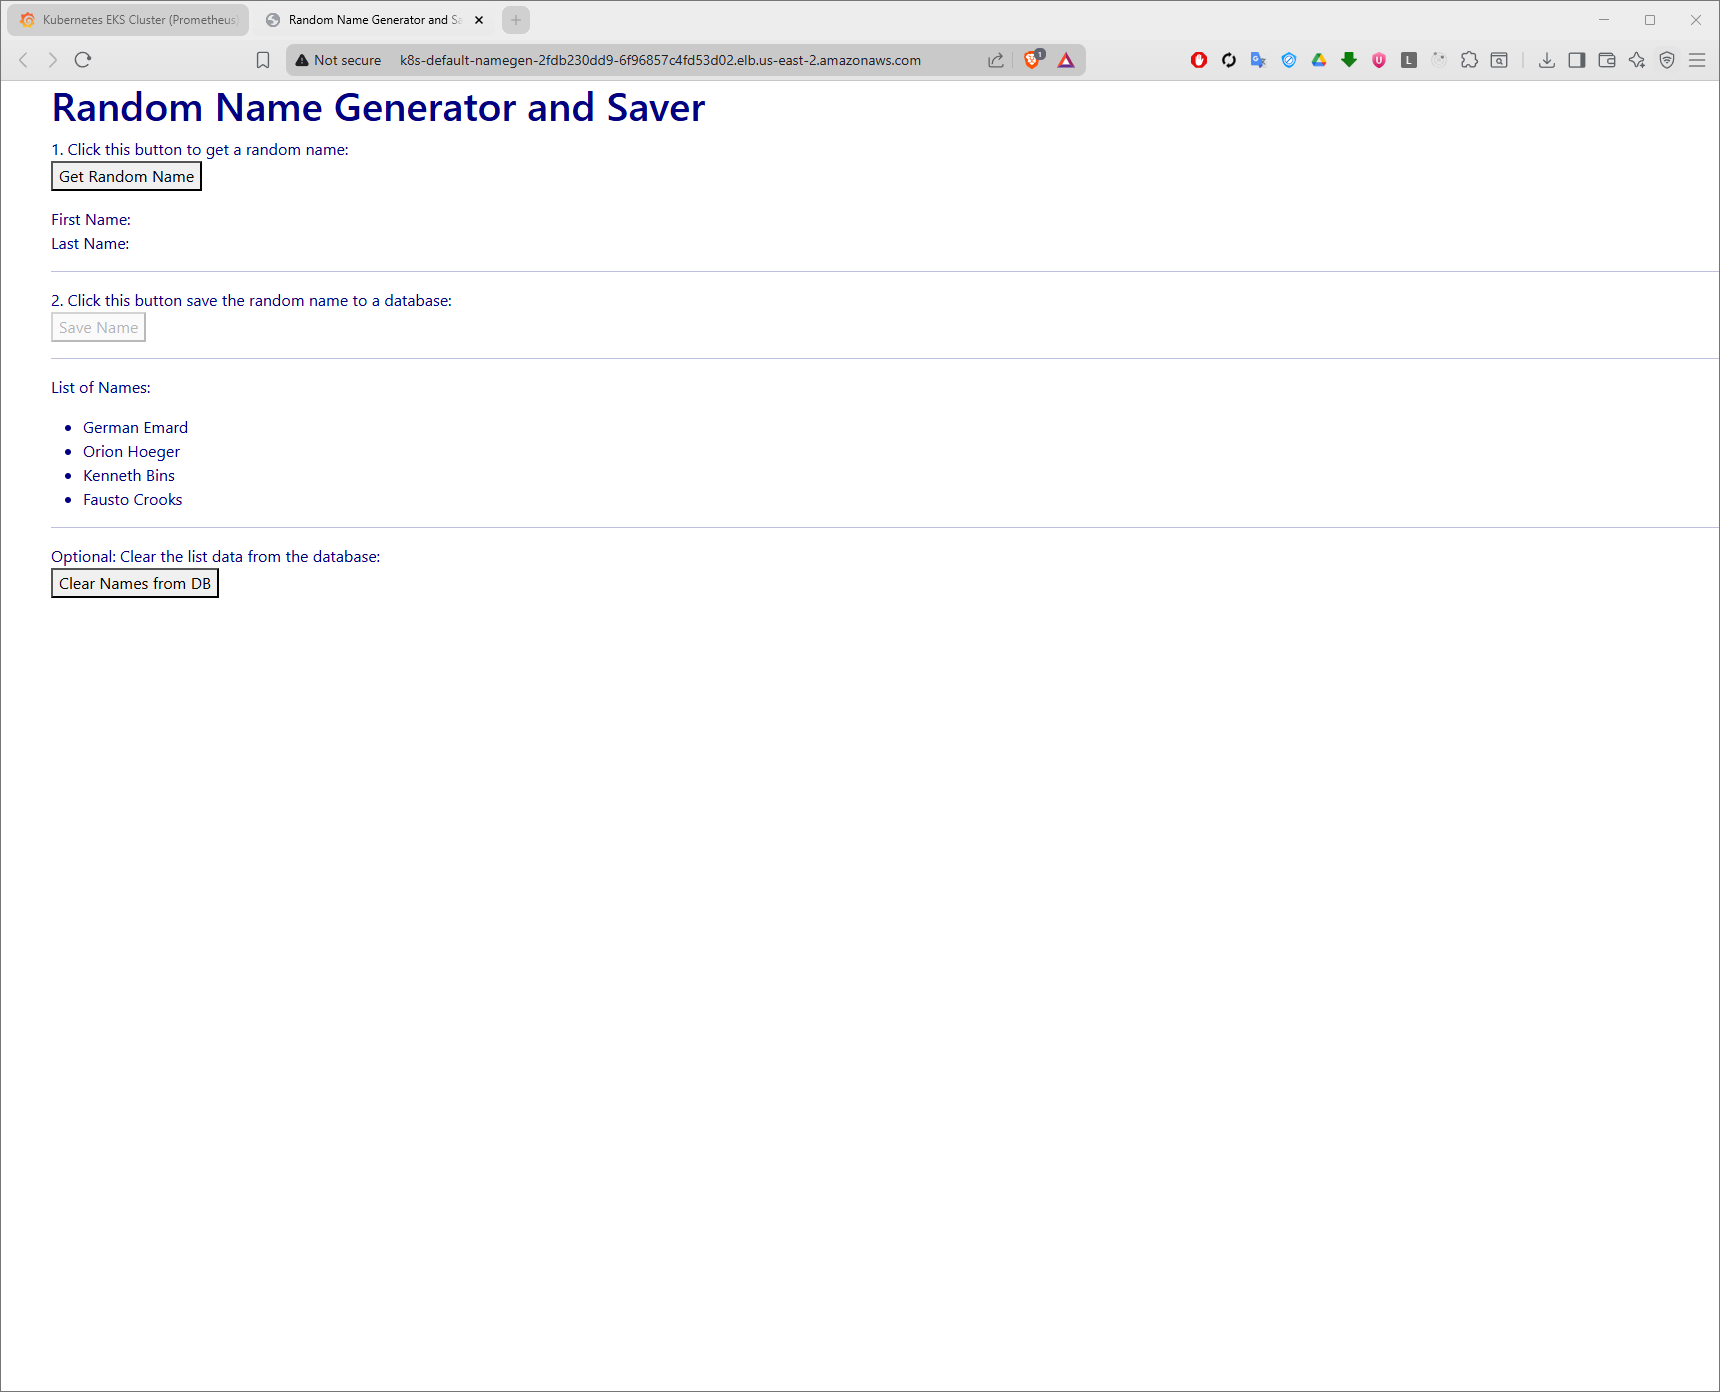 Kubernetes EKS Cluster (Prometheus)
Random Name Generator and Sa
Not secure
k8s-default-namegen-2fdb230dd9-6f96857c4fd53d02.elb.us-east-2.amazonaws.com
1
U
L
Random Name Generator and Saver
1. Click this button to get a random name:
Get Random Name
First Name:
Last Name:
2. Click this button save the random name to a database:
Save Name
List of Names:
German Emard
Orion Hoeger
Kenneth Bins
Fausto Crooks
Optional: Clear the list data from the database:
Clear Names from DB